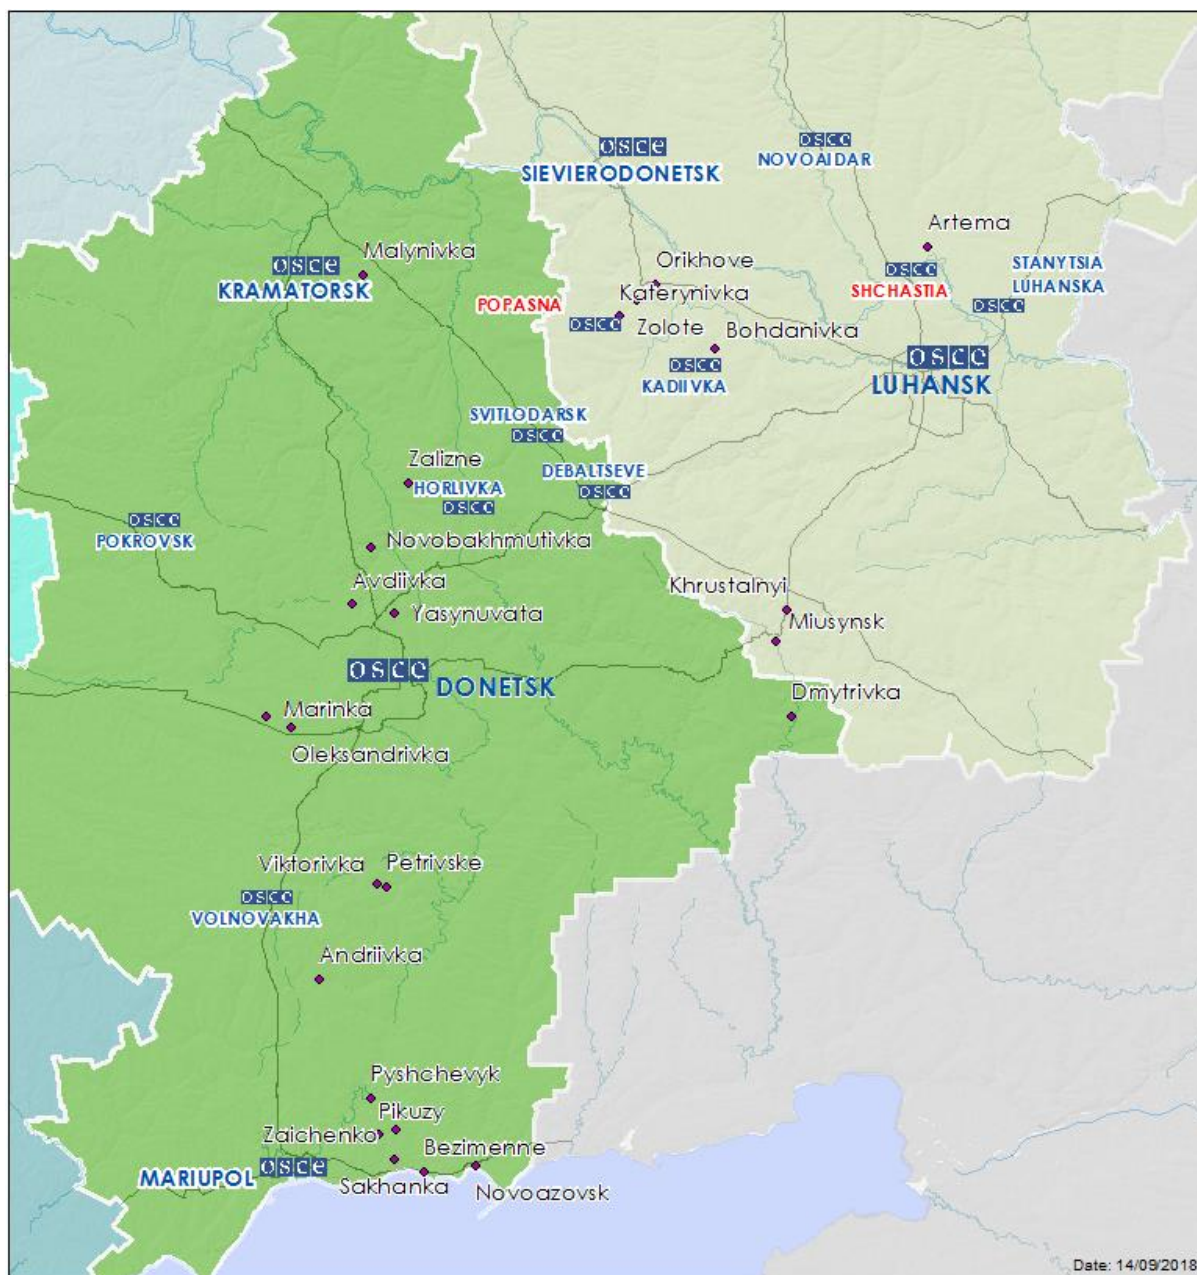 osce
SIEVIERODONETSK
osce
NOVOAIDAR
Artema
Malynivka
osce
KRAMATORSK
Orikhove
osce
SHCHASTIA
STANYTSIA
LUHANSKA
osce
POPASNA
Katerynivka
osce
Zolote
Bohdanivka
osce
KADIIVKA
osce
LUHANSK
SVITLODARSK
osce
Zalizne
HORLIVKA
osce
DEBALTSEVE
osce
osce
POKROVSK
Novobakhmutivka
Avdiivka
Yasynuvata
Khrustalnyi
Miusynsk
osce
DONETSK
Dmytrivka
Marinka
Oleksandrivka
Viktorivka
Petrivske
osce
VOLNOVAKHA
Andriivka
Pyshchevyk
Pikuzy
Zaichenko
Bezimenne
MARIUPOL osce
Sakhanka
Novoazovsk
Date: 14/09/2018